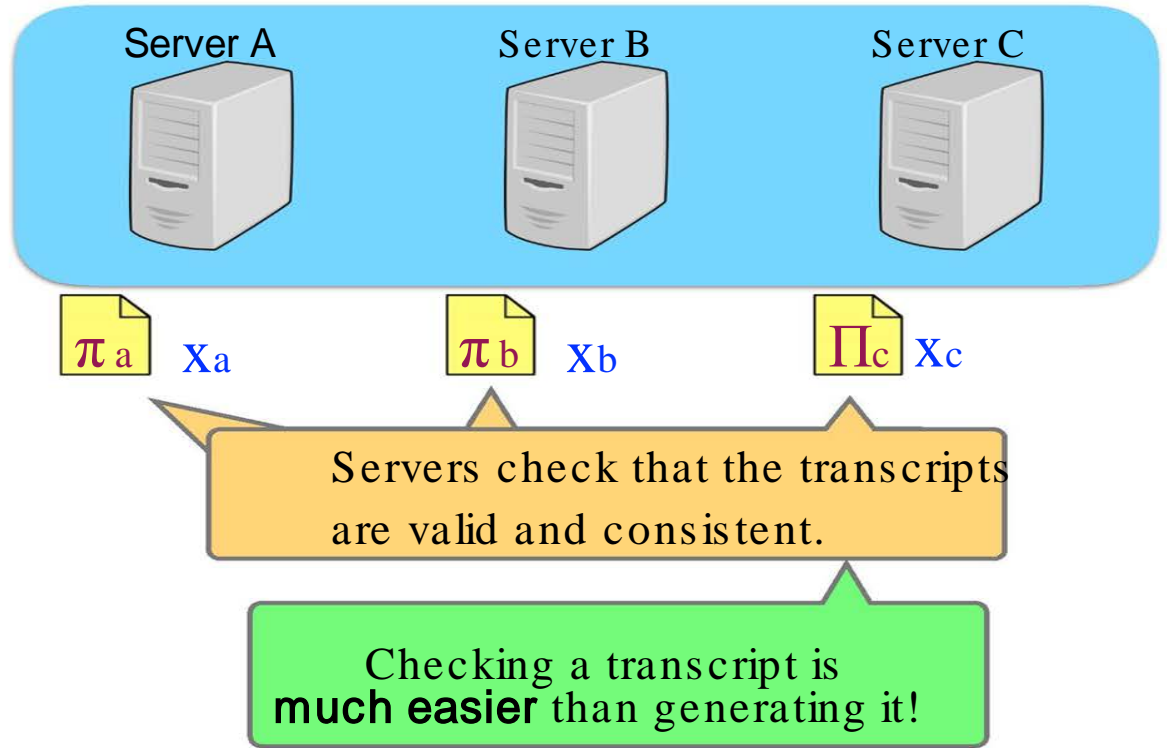 Server A Server B Server C
π a xa π b xb Πc xc
Servers check that the transcripts
are valid and consistent.
Checking a transcript is
much easier than generating it!